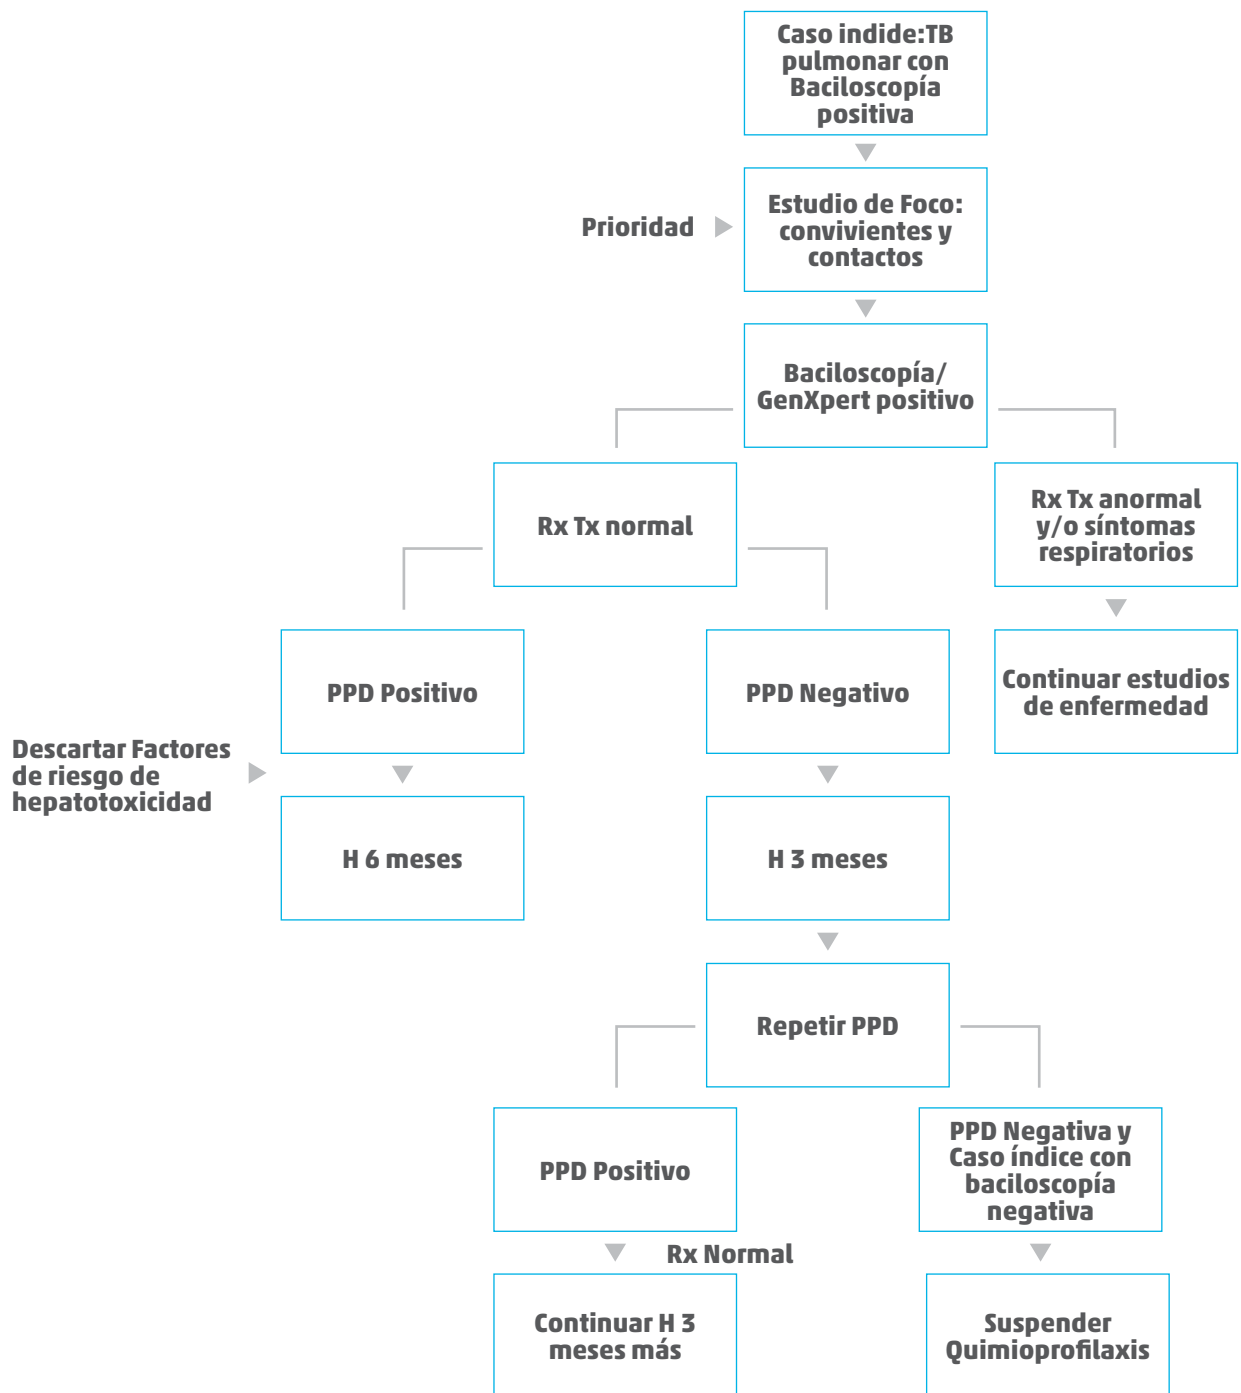 Caso indide:TB
pulmonar con
Baciloscopía
positiva
Prioridad
Estudio de Foco:
convivientes y
contactos
Baciloscopía/
GenXpert positivo
Rx Tx normal
Rx Tx anormal
y/o síntomas
respiratorios
PPD Positivo
PPD Negativo
Continuar estudios
de enfermedad
Descartar Factores
de riesgo de
hepatotoxicidad
H 6 meses
H 3 meses
Repetir PPD
PPD Positivo
PPD Negativa y
Caso índice con
baciloscopía
negativa
Rx Normal
Continuar H 3
meses más
Suspender
Quimioprofilaxis